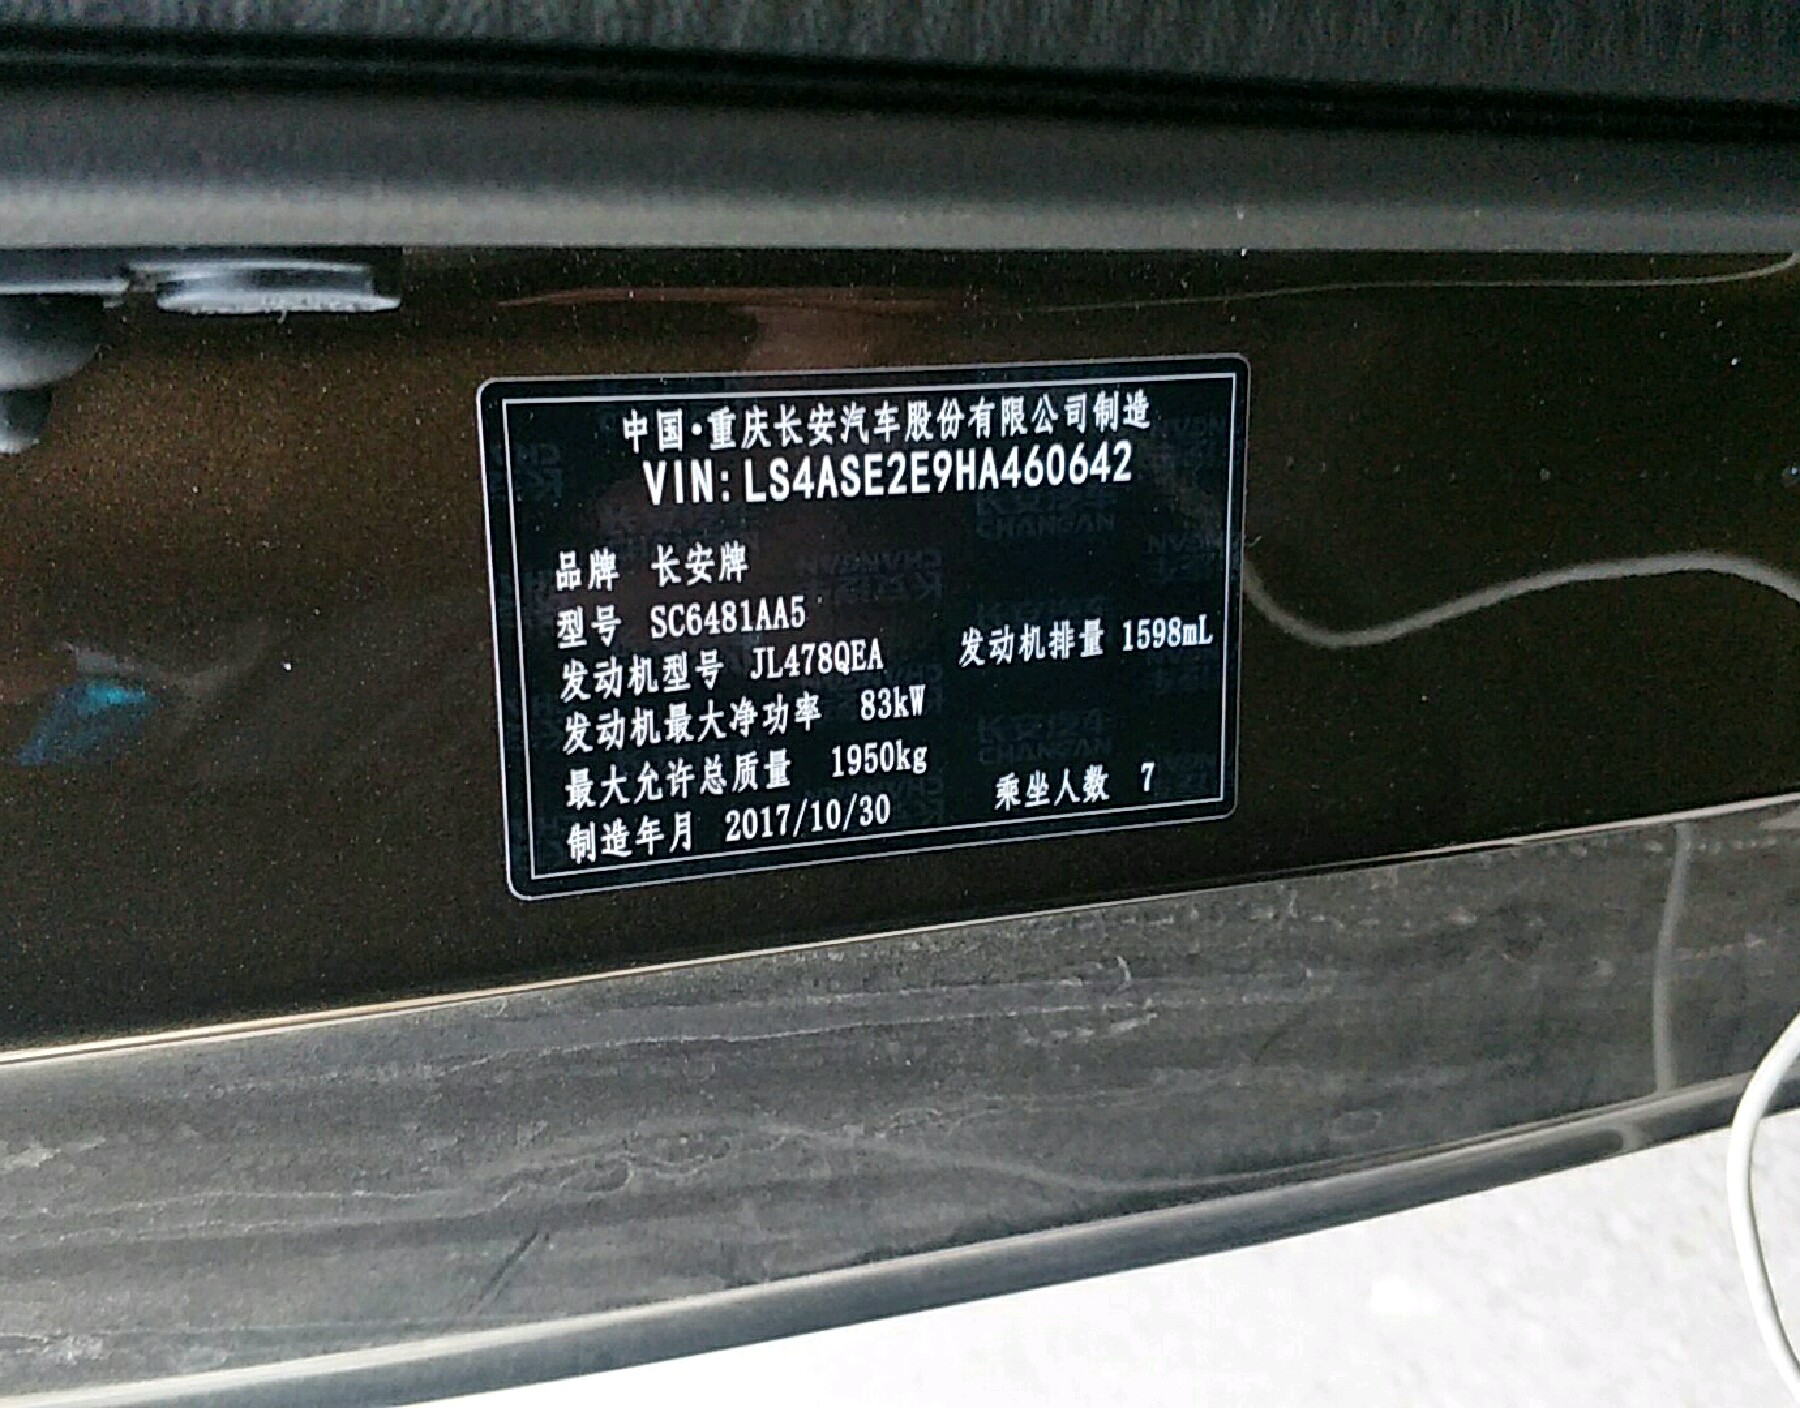 中国·重庆长安汽车股份有限公司制造
VIN:LS4ASE2E9HA460642
品牌 长安牌
型号 SC6481AA5
发动机型号 JL478QEA 发动机排量 1598mL
发动机最大净功率 83kW
最大允许总质量 1950kg
制造年月 2017/10/30 乘坐人数 7